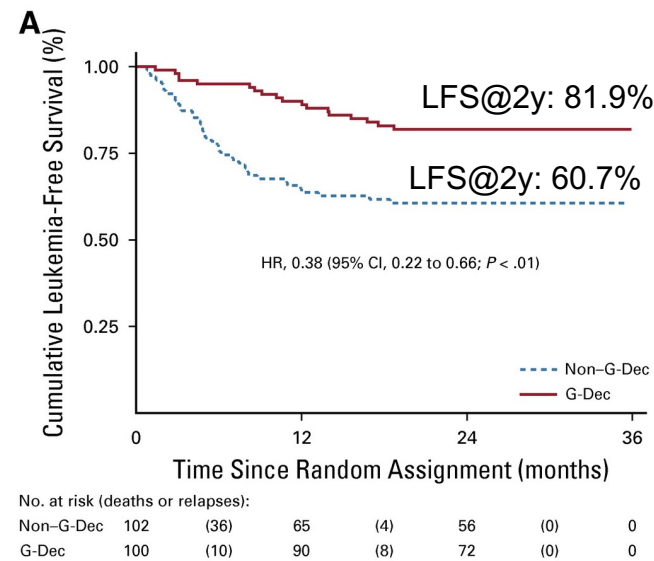 A
Cumulative Leukemia-Free Survival (%)
1.00
LFS@2y: 81.9%
0.75
LFS@2y: 60.7%
0.50
HR, 0.38 (95% CI, 0.22 to 0.66; P < .01)
0.25
Non–G-Dec
G-Dec
0 12 24 36
Time Since Random Assignment (months)
No. at risk (deaths or relapses):
Non–G-Dec 102 (36) 65 (4) 56 (0) 0
G-Dec 100 (10) 90 (8) 72 (0) 0